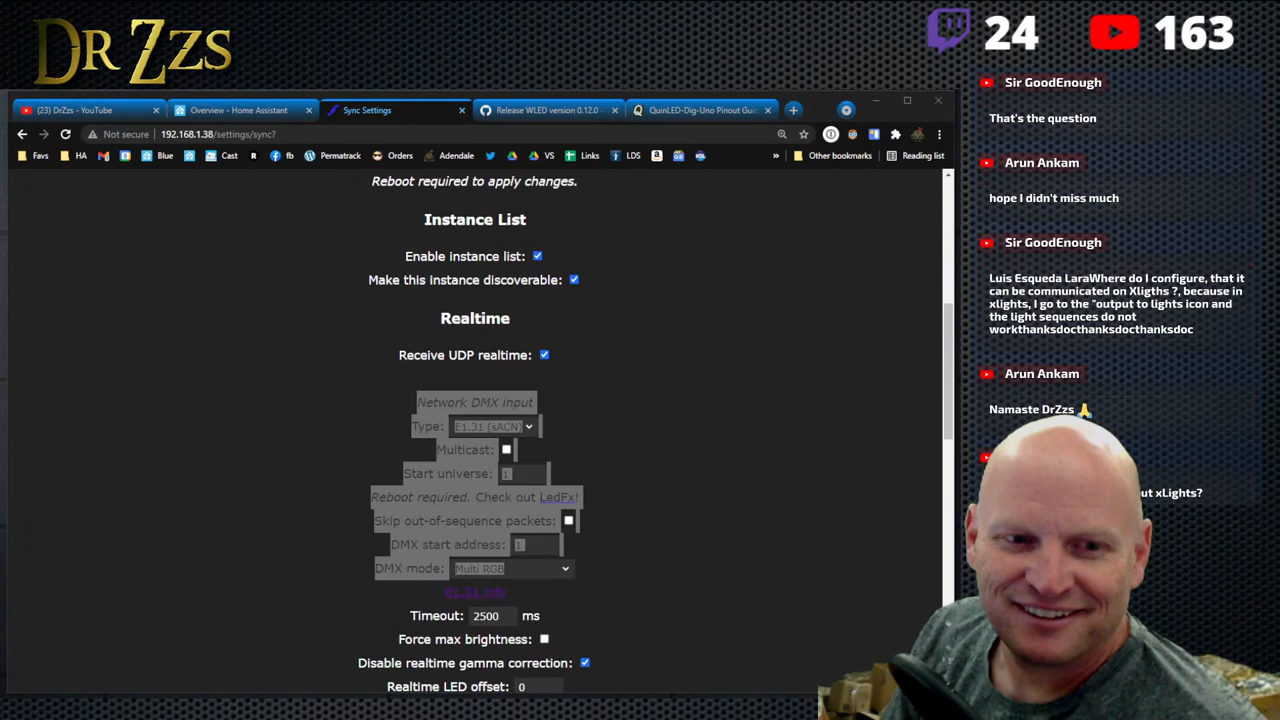 DR ZZS
24
163
(23) DrZzs - YouTube
Overview - Home Assistant
Sync Settings
Release WLED version 0.12.0
QuinLED-Dig-Uno Pinout Gui
Not secure
192.168.1.38/settings/sync?
Favs
HA
Blue
Cast
fb
Permatrack
Orders
Adendale
VS
Links
LDS
Other bookmarks
Reading list
Reboot required to apply changes.
Instance List
Enable instance list:
Make this instance discoverable:
Realtime
Receive UDP realtime:
Network DMX input
Type: E1.31 (sACN)
Multicast:
Start universe: 1
Reboot required. Check out LedFx!
Skip out-of-sequence packets:
DMX start address: 1
DMX mode: Multi RGB
E1.31 info
Timeout: 2500 ms
Force max brightness:
Disable realtime gamma correction:
Realtime LED offset: 0
Sir GoodEnough
That's the question
Arun Ankam
hope I didn't miss much
Sir GoodEnough
Luis Esqueda LaraWhere do I configure, that it
can be communicated on Xligths ?, because in
xlights, I go to the "output to lights icon and
the light sequences do not
workthanksdocthanksdocthanksdoc
Arun Ankam
Namaste DrZzs 🙏
ut xLights?